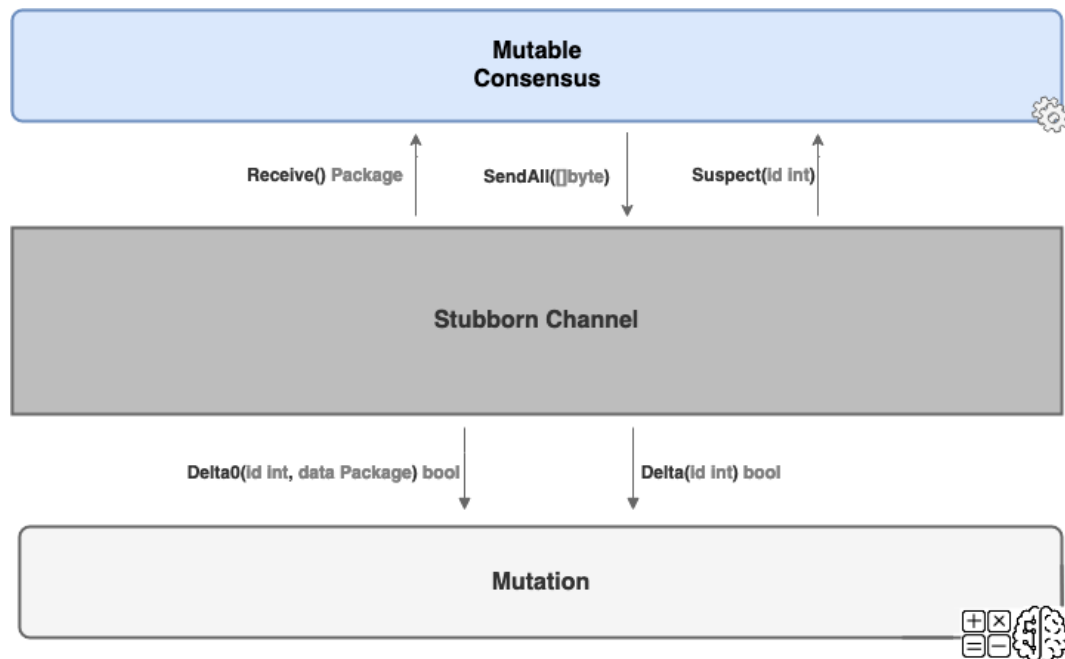 Mutable
Consensus
Receive() Package
SendAll([]byte)
Suspect(id int)
Stubborn Channel
Delta0(id int, data Package) bool
Delta(id int) bool
Mutation